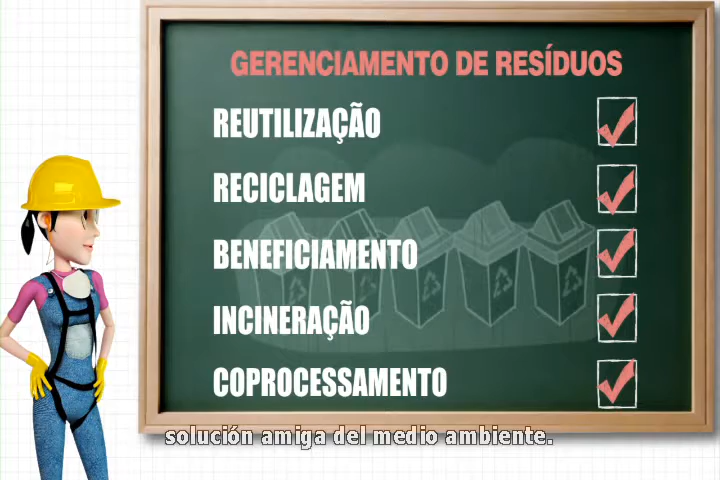 GERENCIAMENTO DE RESÍDUOS
REUTILIZAÇÃO
RECICLAGEM
BENEFICIAMENTO
INCINERAÇÃO
COPROCESSAMENTO
solución amiga del medio ambiente.